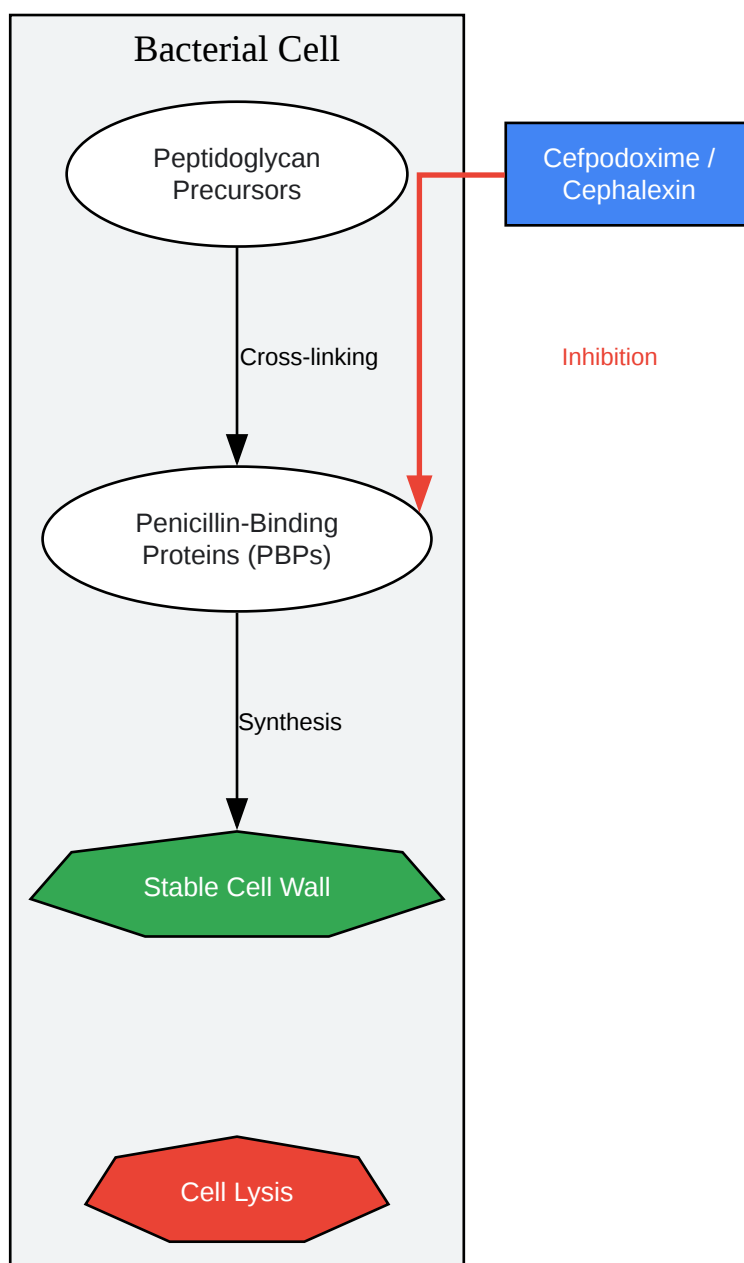 Bacterial Cell
Peptidoglycan
Precursors
Cefpodoxime /
Cephalexin
Cross-linking
Inhibition
Penicillin-Binding
Proteins (PBPs)
Synthesis
Stable Cell Wall
Cell Lysis